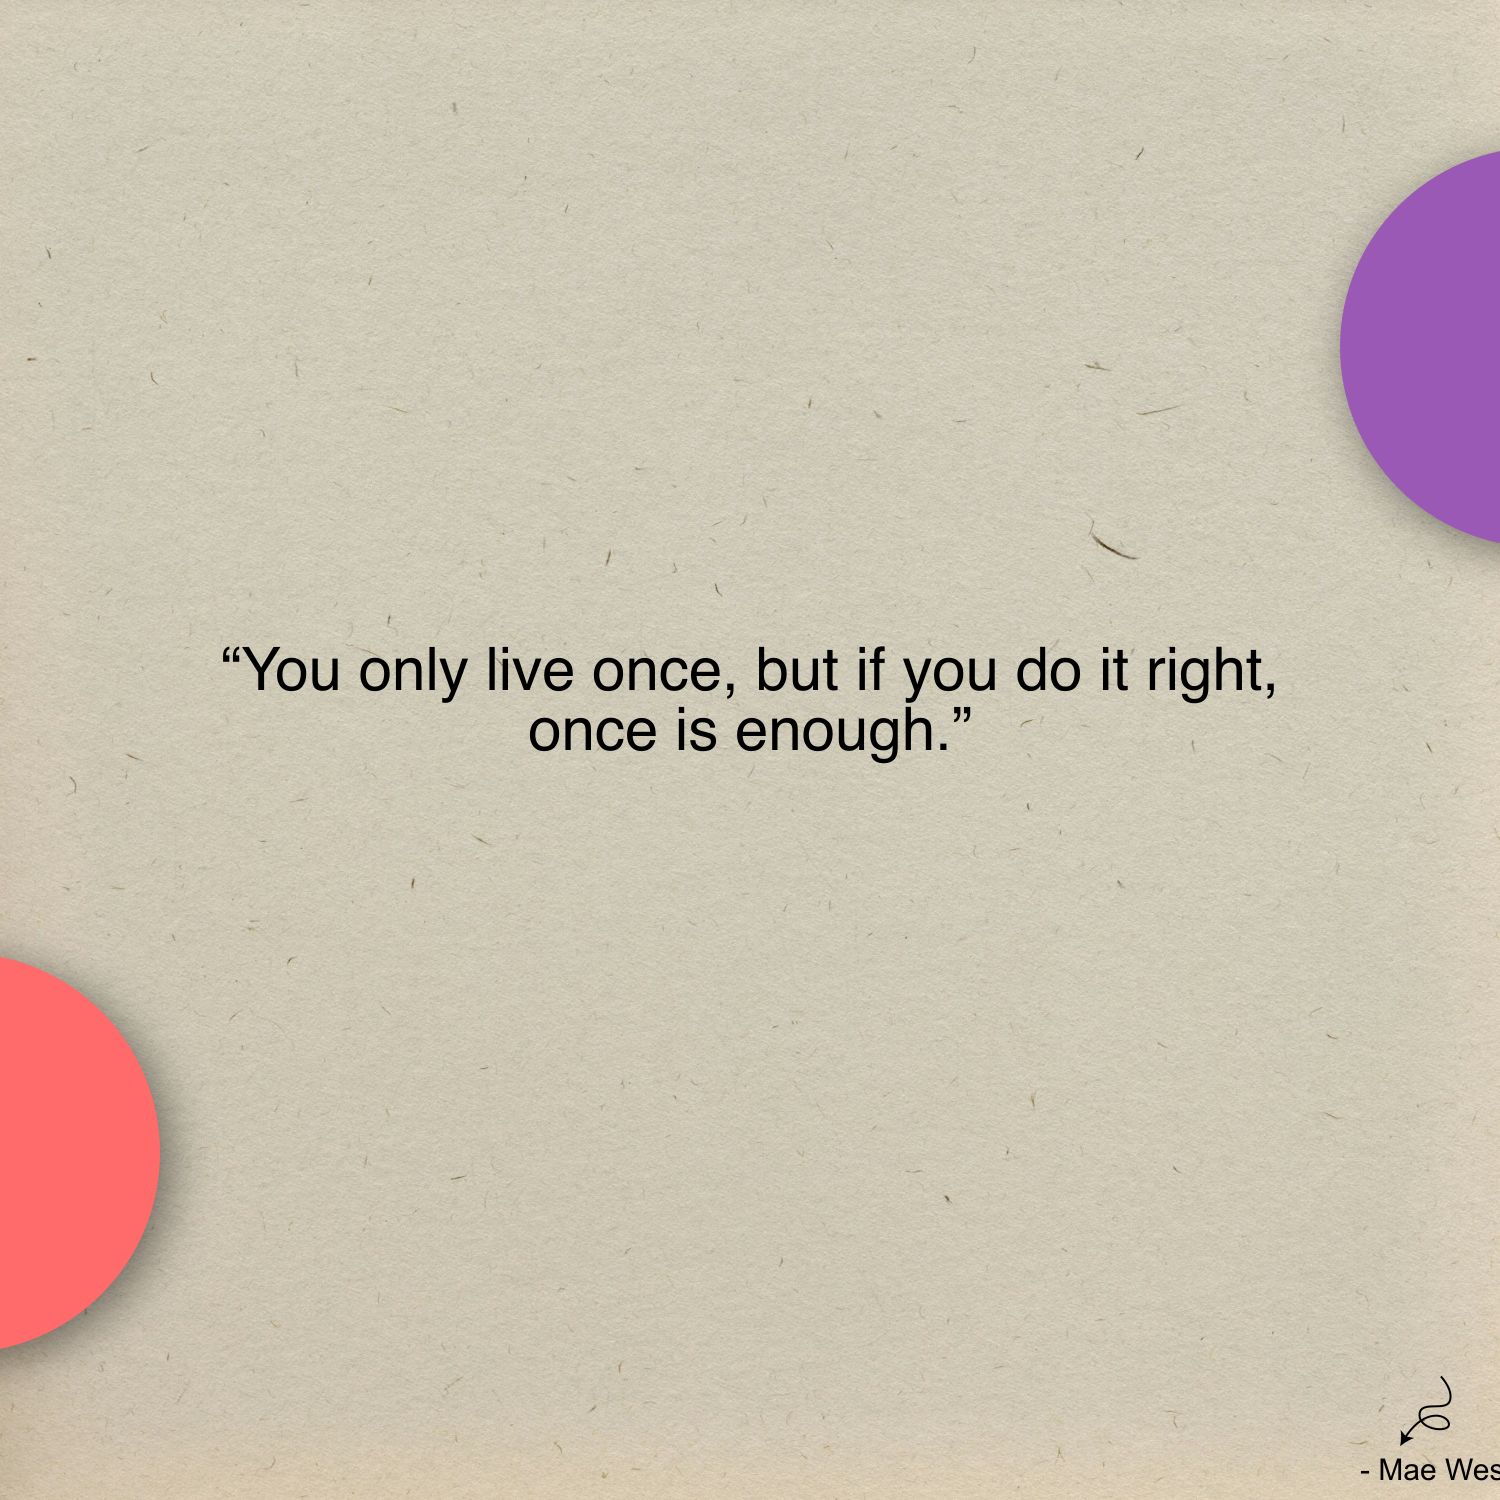 “You only live once, but if you do it right,
once is enough.”
- Mae Wes